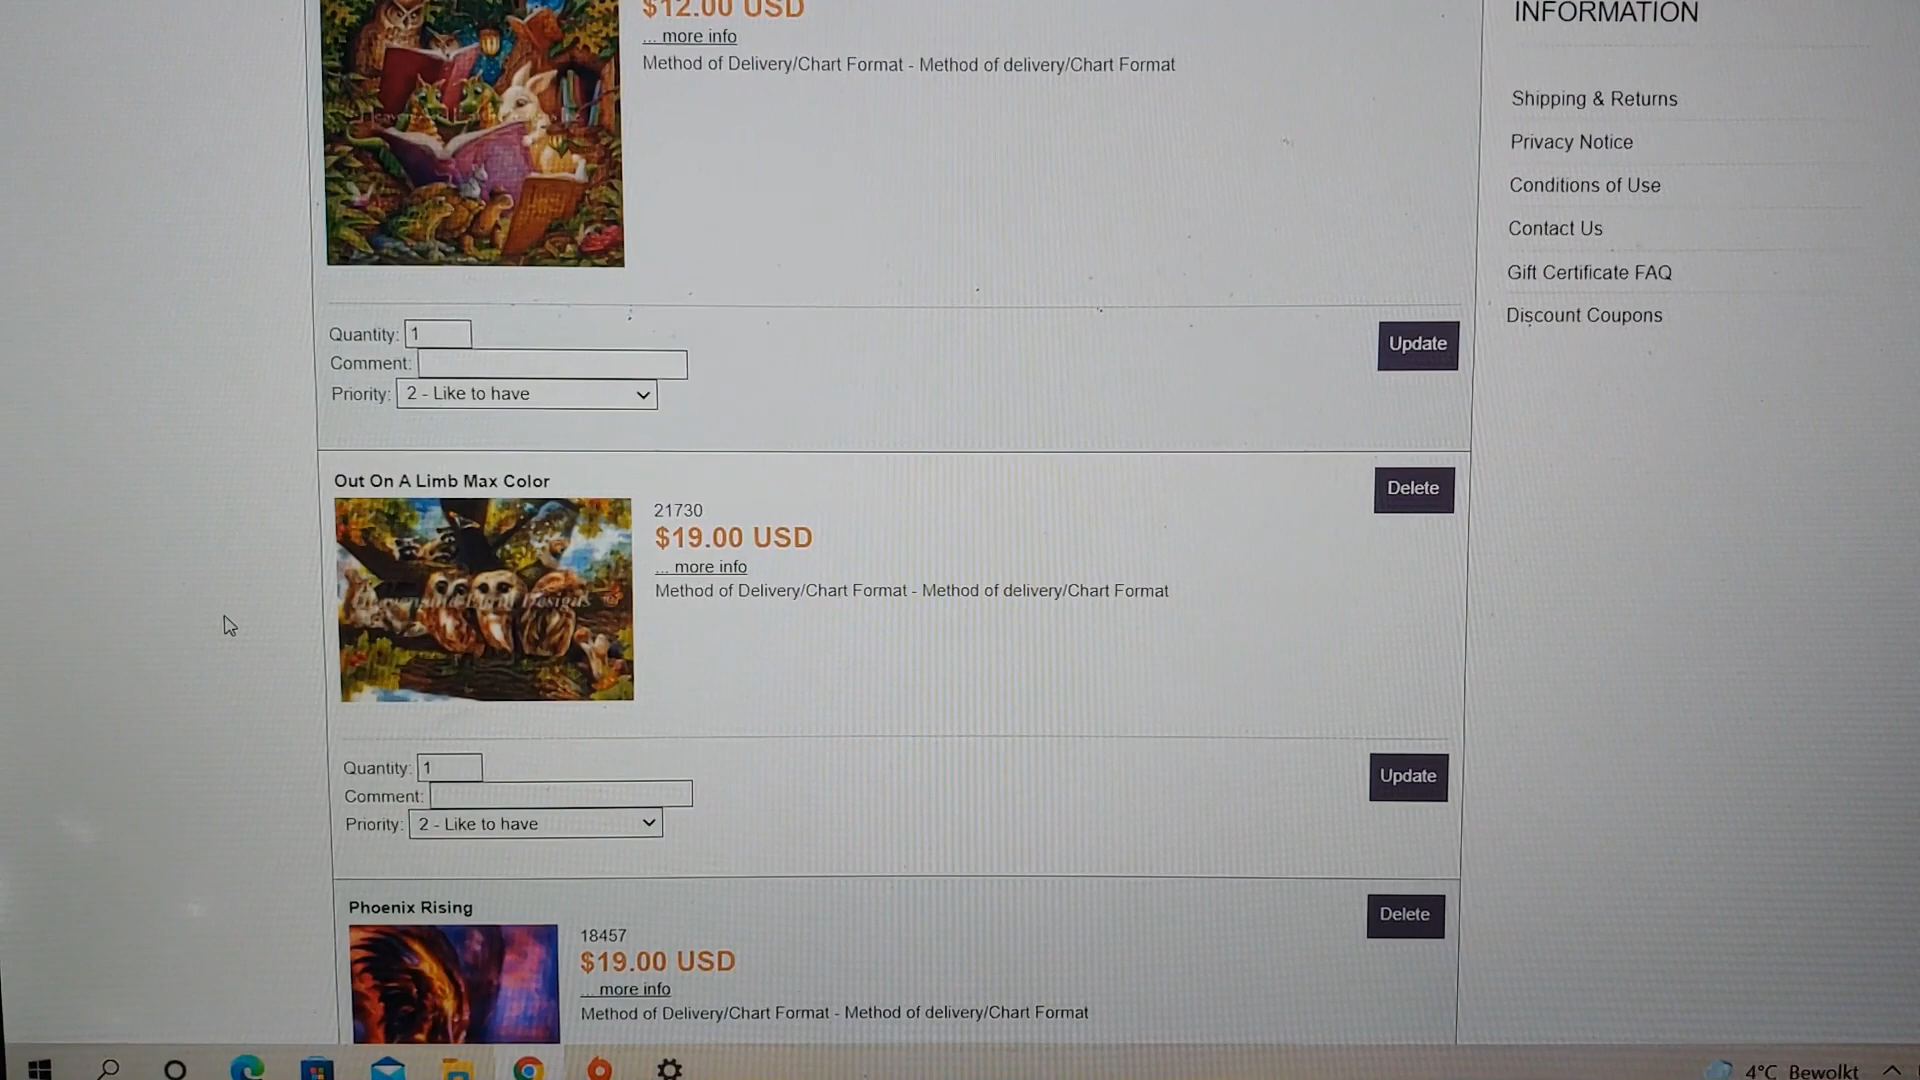 $12.00 USD
... more info
Method of Delivery/Chart Format - Method of delivery/Chart Format
Quantity: 1
Comment:
Priority: 2 - Like to have
Update
Out On A Limb Max Color
Delete
21730
$19.00 USD
... more info
Method of Delivery/Chart Format - Method of delivery/Chart Format
Heaven and Earth Designs
Quantity: 1
Comment:
Priority: 2 - Like to have
Update
Phoenix Rising
Delete
18457
$19.00 USD
... more info
Method of Delivery/Chart Format - Method of delivery/Chart Format
INFORMATION
Shipping & Returns
Privacy Notice
Conditions of Use
Contact Us
Gift Certificate FAQ
Discount Coupons
4°C Bewolkt